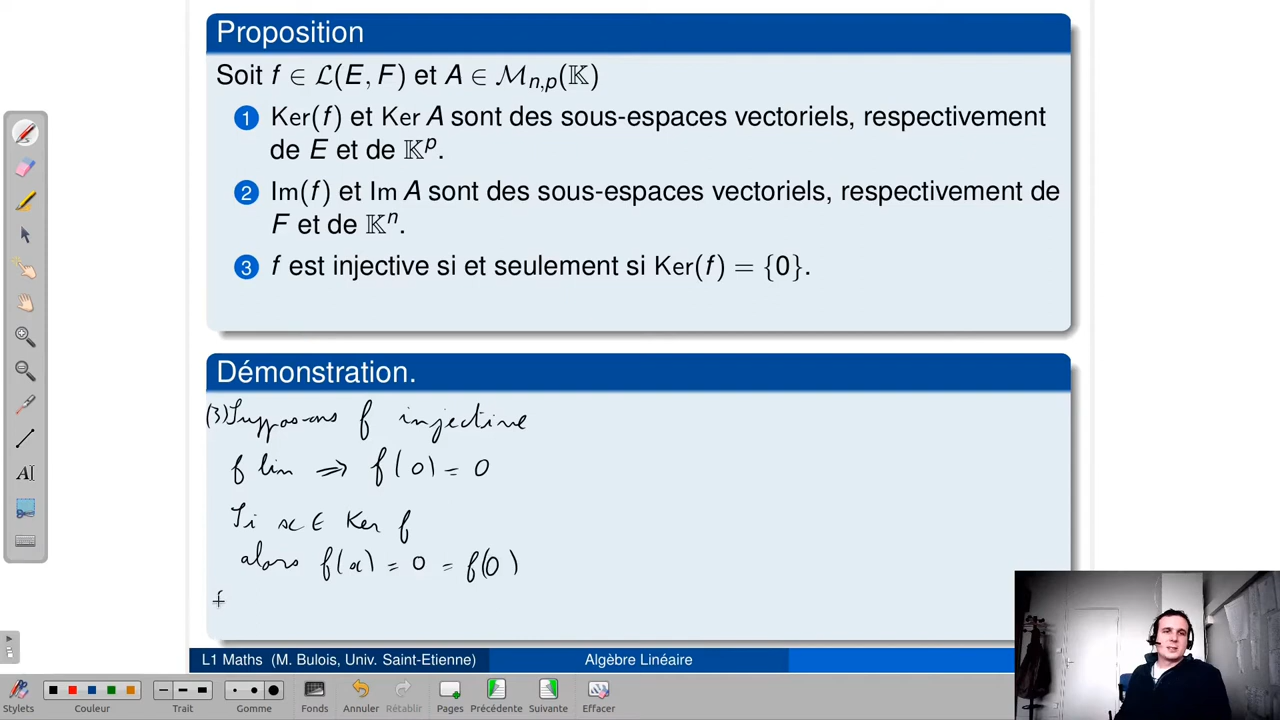 Proposition
Soit f ∈ ℒ(E, F) et A ∈ ℳn,p(𝕂)
1 Ker(f) et Ker A sont des sous-espaces vectoriels, respectivement
de E et de 𝕂^p.
2 Im(f) et Im A sont des sous-espaces vectoriels, respectivement de
F et de 𝕂^n.
3 f est injective si et seulement si Ker(f) = {0}.
Démonstration.
(3) Supposons f injective
f lin ⇒ f(0) = 0
Si x ∈ Ker f
alors f(x) = 0 = f(0)
f
L1 Maths (M. Bulois, Univ. Saint-Etienne)
Algèbre Linéaire
Stylets
Couleur
Trait
Gomme
Fonds
Annuler
Rétablir
Pages
Précédente
Suivante
Effacer